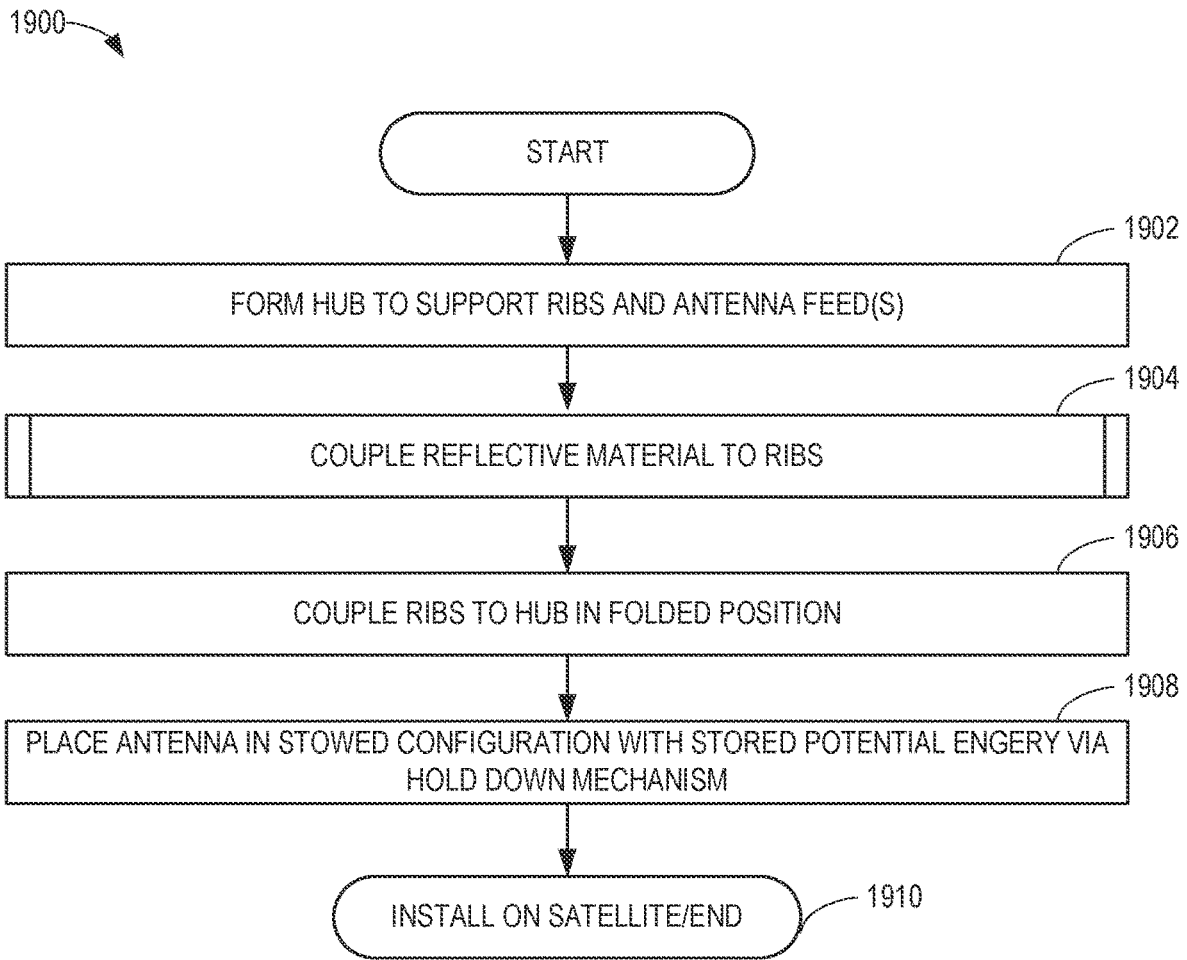 1900
START
1902
FORM HUB TO SUPPORT RIBS AND ANTENNA FEED(S)
1904
COUPLE REFLECTIVE MATERIAL TO RIBS
1906
COUPLE RIBS TO HUB IN FOLDED POSITION
1908
PLACE ANTENNA IN STOWED CONFIGURATION WITH STORED POTENTIAL ENGERY VIA
HOLD DOWN MECHANISM
INSTALL ON SATELLITE/END
1910